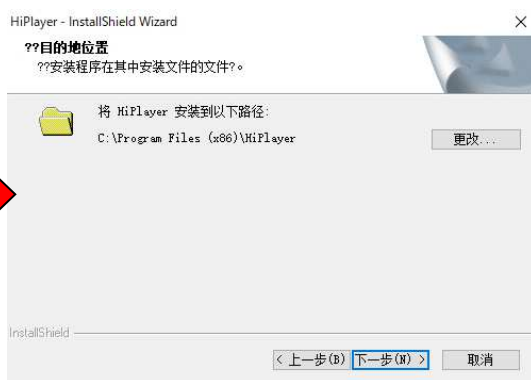 HiPlayer - InstallShield Wizard
??目的地位置
??安装程序在其中安装文件的文件?。
将 HiPlayer 安装到以下路径:
C:\Program Files (x86)\HiPlayer
更改...
InstallShield
< 上一步(B)
下一步(N) >
取消